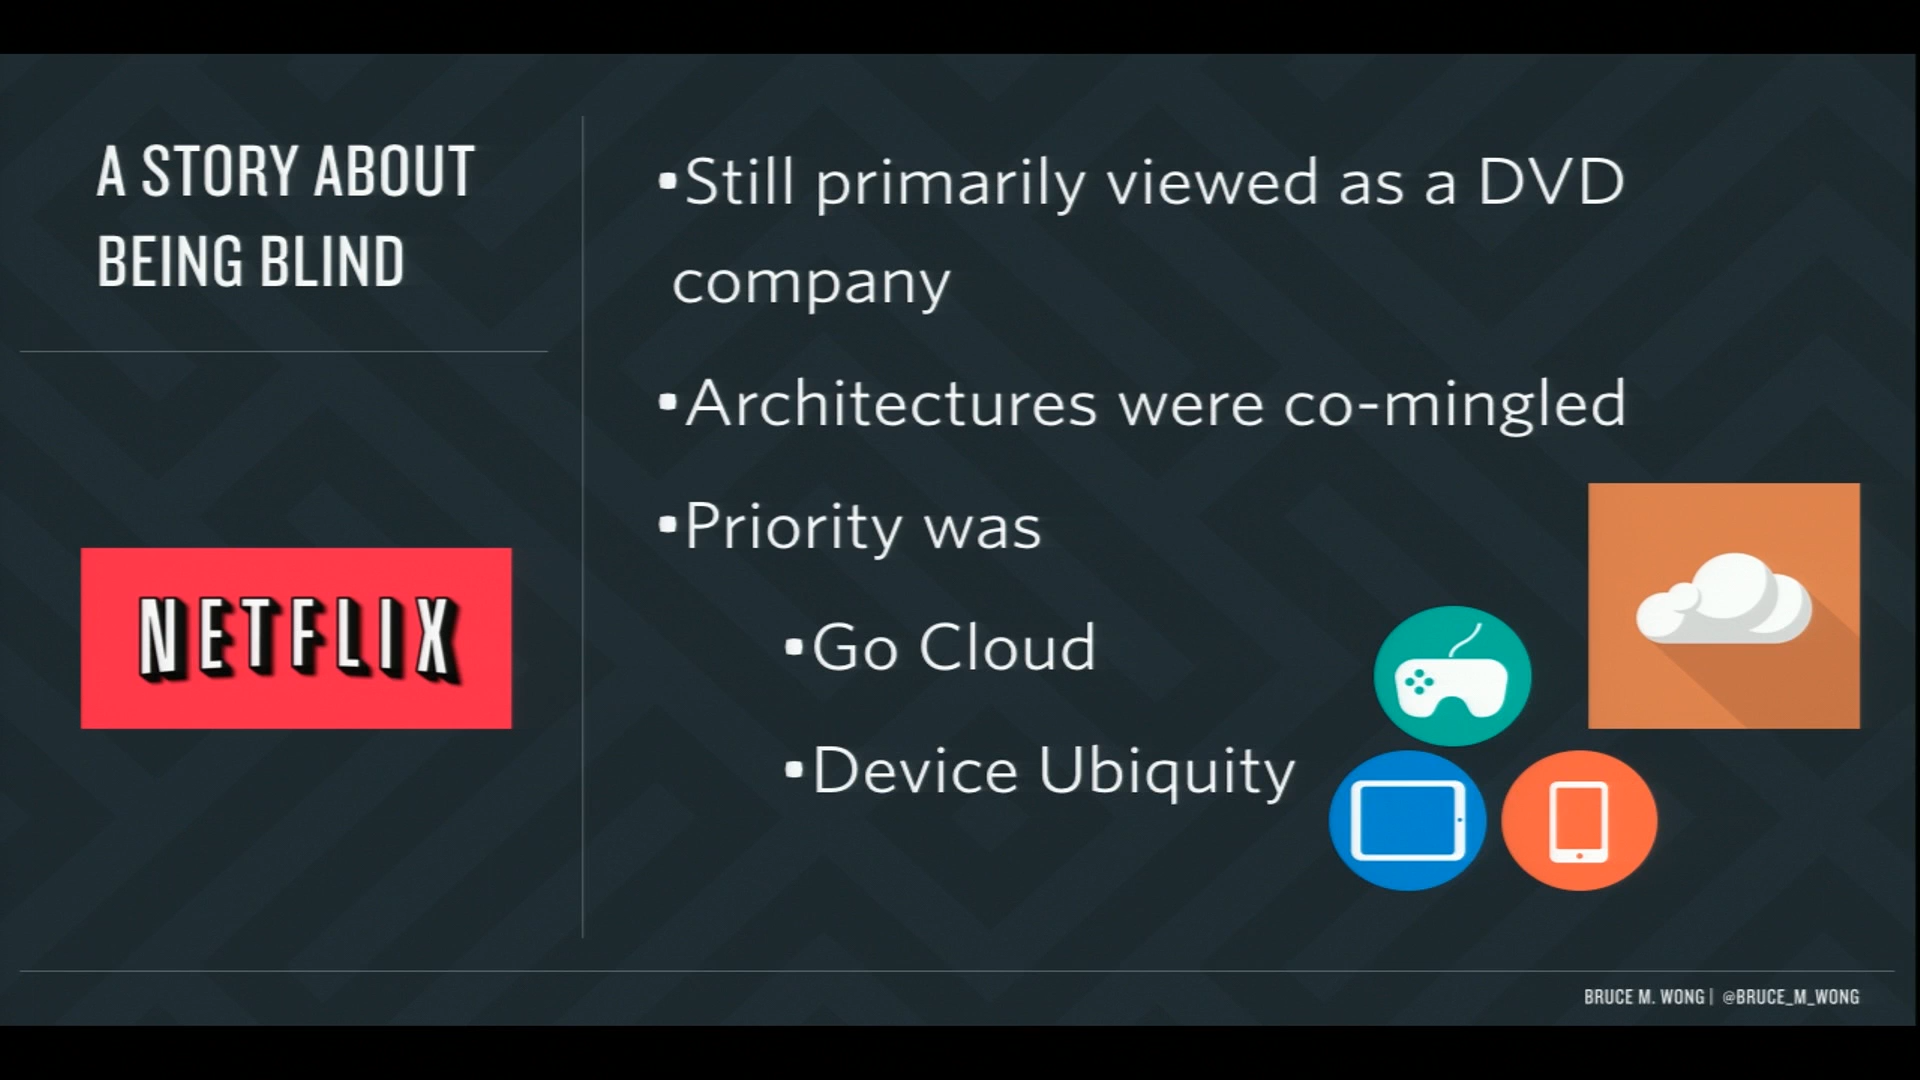 A STORY ABOUT
BEING BLIND
NETFLIX
▪Still primarily viewed as a DVD
company
▪Architectures were co-mingled
▪Priority was
▪Go Cloud
▪Device Ubiquity
BRUCE M. WONG | @BRUCE_M_WONG